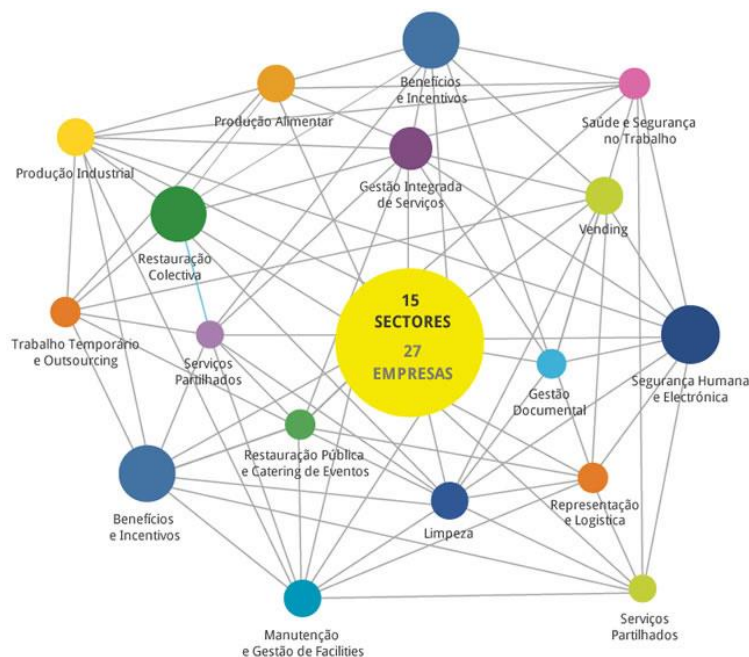 Benefícios
e Incentivos
Produção Alimentar
Saúde e Segurança
no Trabalho
Produção Industrial
Gestão Integrada
de Serviços
Vending
Restauração
Colectiva
15
SECTORES
27
EMPRESAS
Trabalho Temporário
e Outsourcing
Serviços
Partilhados
Gestão
Documental
Segurança Humana
e Electrónica
Restauração Pública
e Catering de Eventos
Benefícios
e Incentivos
Limpeza
Representação
e Logistica
Manutenção
e Gestão de Facilities
Serviços
Partilhados